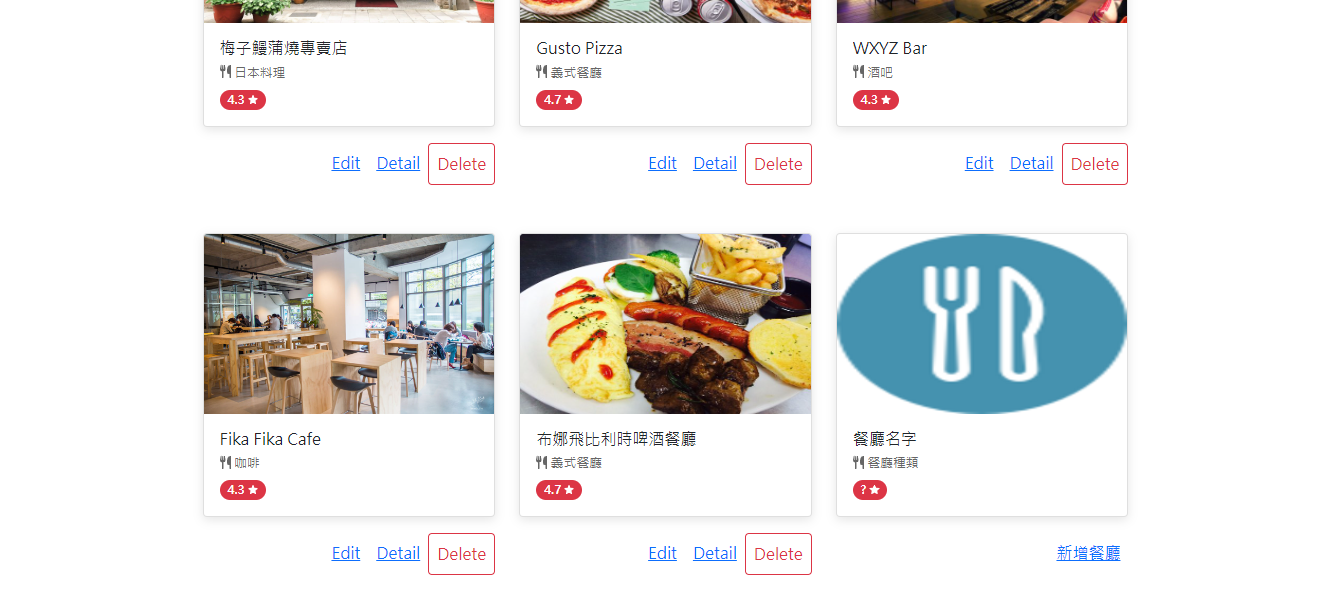 梅子鰻蒲燒專賣店
日本料理
4.3
Edit Detail Delete
Gusto Pizza
義式餐廳
4.7
Edit Detail Delete
WXYZ Bar
酒吧
4.3
Edit Detail Delete
Fika Fika Cafe
咖啡
4.3
Edit Detail Delete
布娜飛比利時啤酒餐廳
義式餐廳
4.7
Edit Detail Delete
餐廳名字
餐廳種類
?
新增餐廳